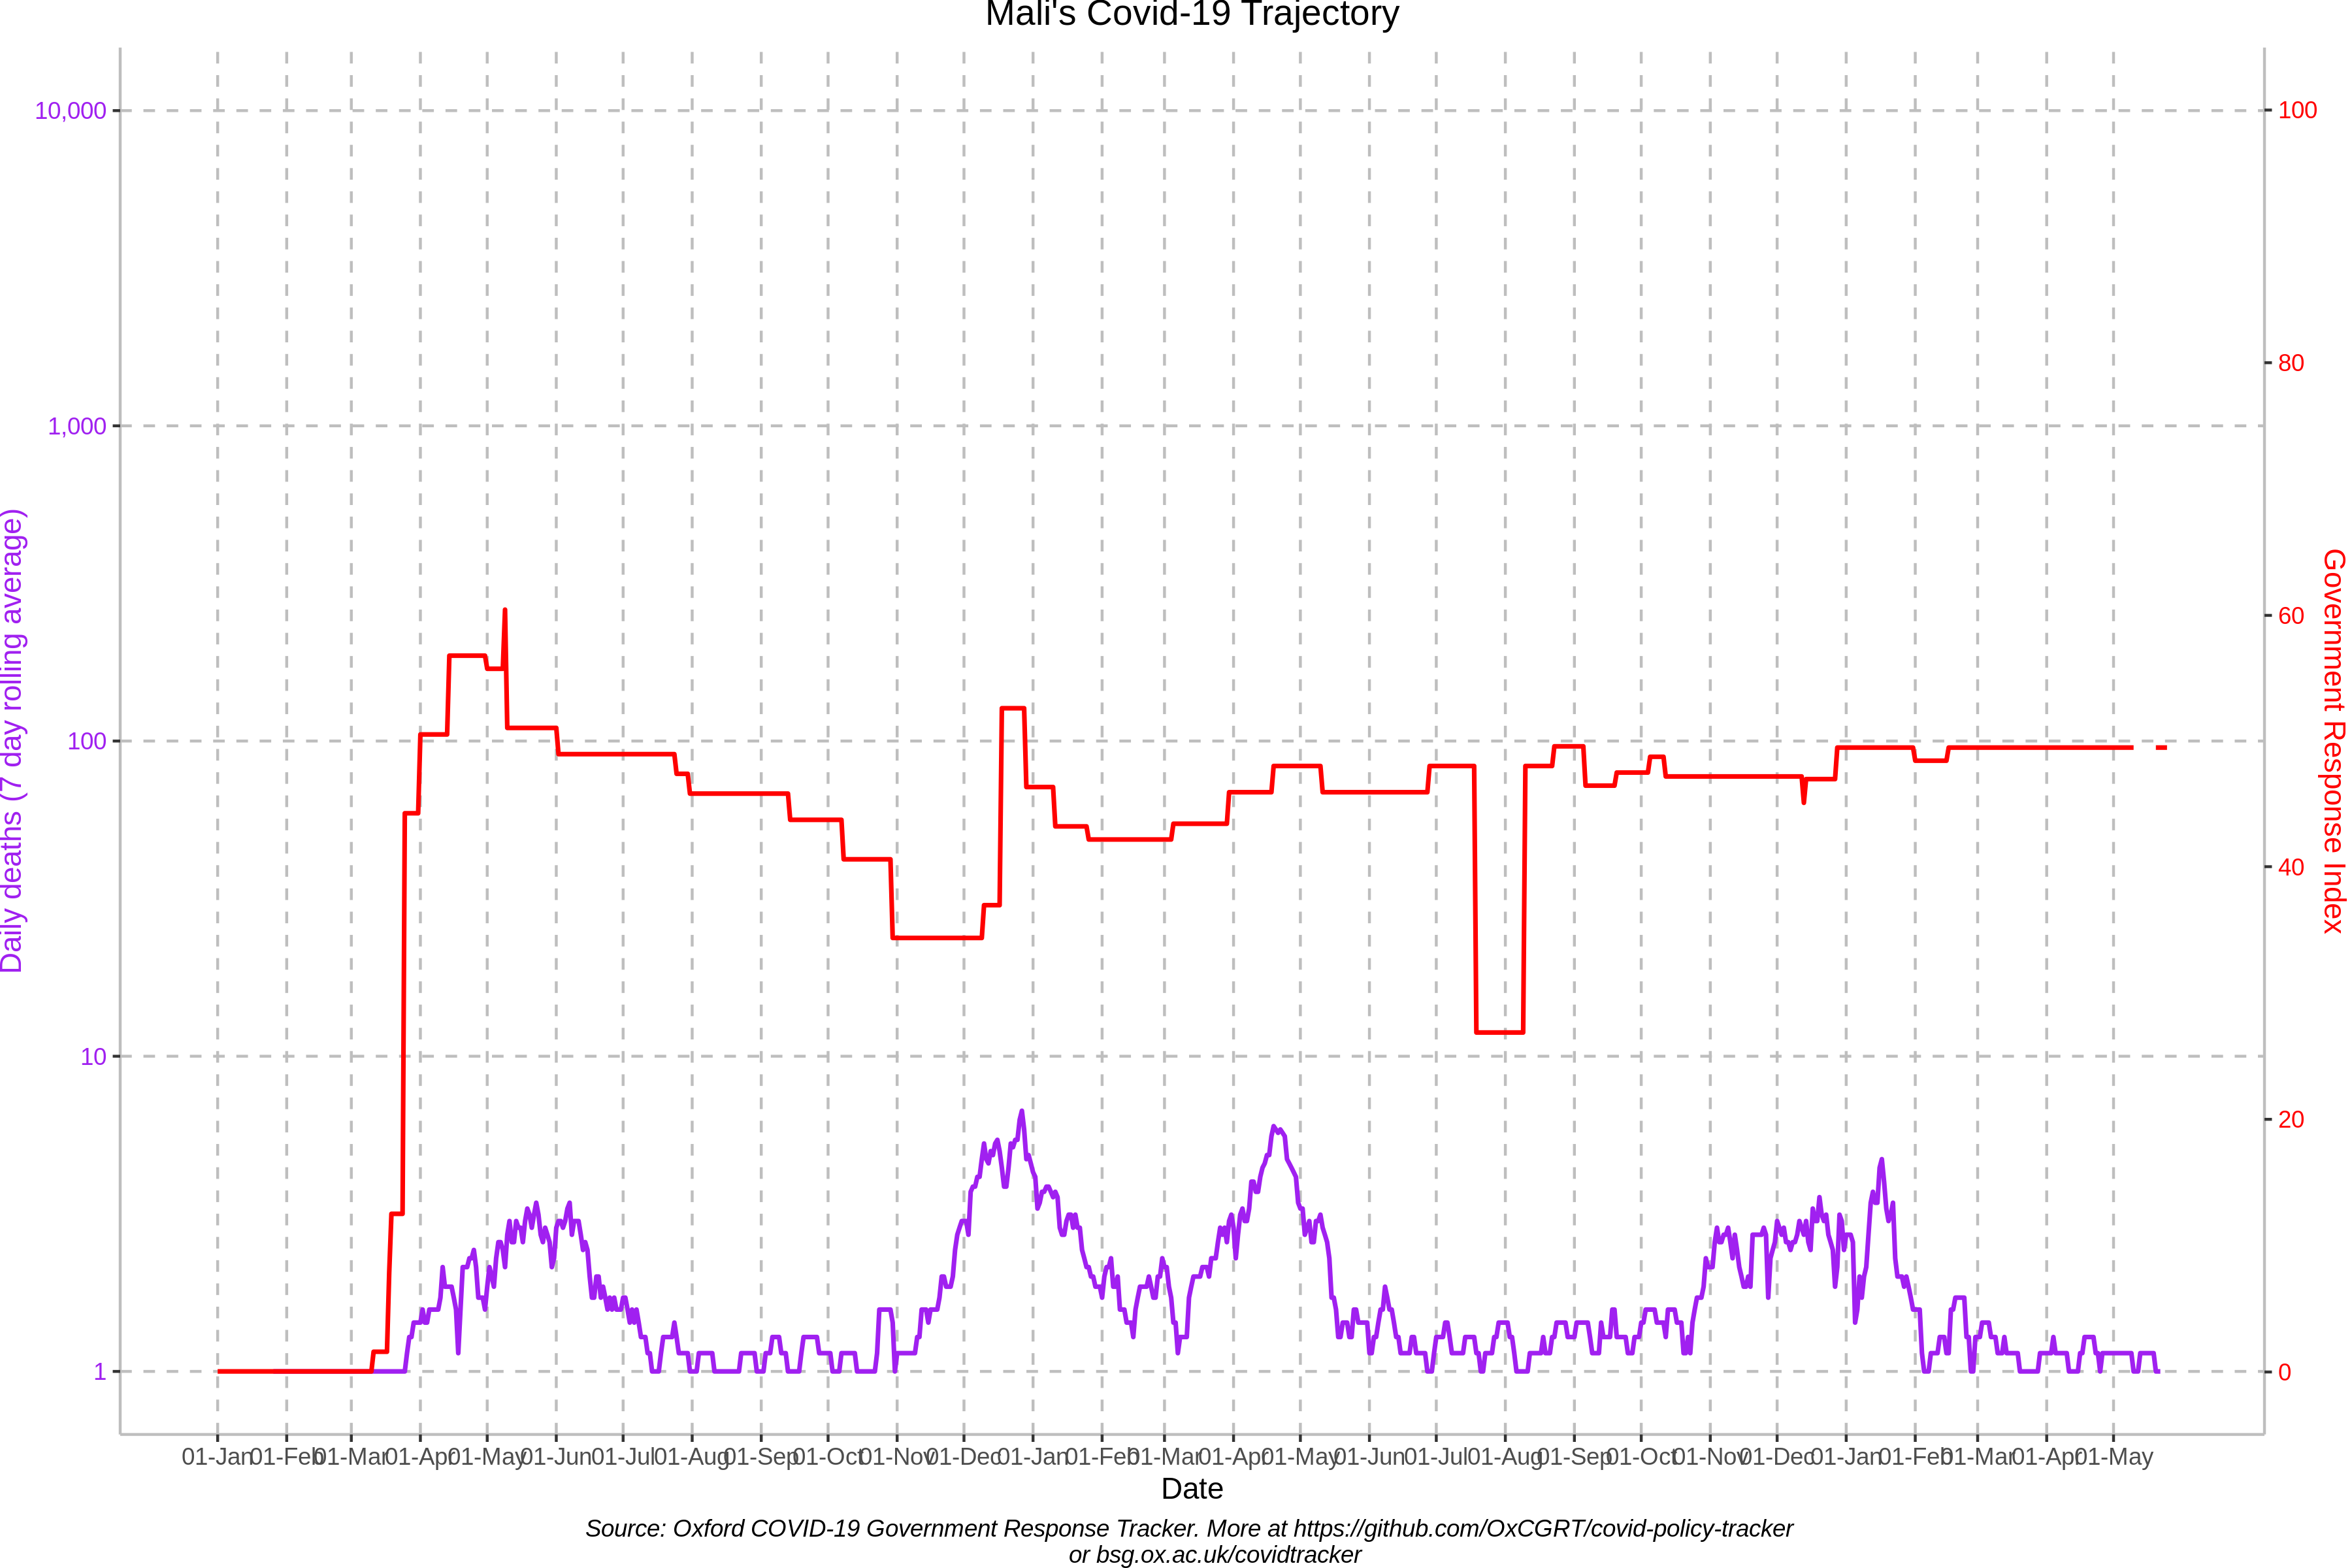 Mali's Covid-19 Trajectory
Daily deaths (7 day rolling average)
10,000
1,000
100
10
1
100
80
60
40
20
0
Government Response Index
01-Jan 01-Feb 01-Mar 01-Apr 01-May 01-Jun 01-Jul 01-Aug 01-Sep 01-Oct 01-Nov 01-Dec 01-Jan 01-Feb 01-Mar 01-Apr 01-May 01-Jun 01-Jul 01-Aug 01-Sep 01-Oct 01-Nov 01-Dec 01-Jan 01-Feb 01-Mar 01-Apr 01-May
Date
Source: Oxford COVID-19 Government Response Tracker. More at https://github.com/OxCGRT/covid-policy-tracker
or bsg.ox.ac.uk/covidtracker